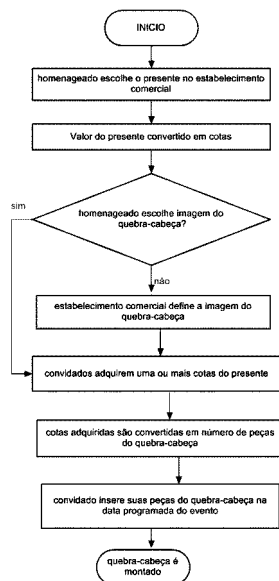 INICIO
homenageado escolhe o presente no estabelecimento
comercial
Valor do presente convertido em cotas
sim
homenageado escolhe imagem do
quebra-cabeça?
não
estabelecimento comercial define a imagem do
quebra-cabeça
convidados adquirem uma ou mais cotas do presente
cotas adquiridas são convertidas em número de peças
do quebra-cabeça
convidado insere suas peças do quebra-cabeça na
data programada do evento
quebra-cabeça é
montado